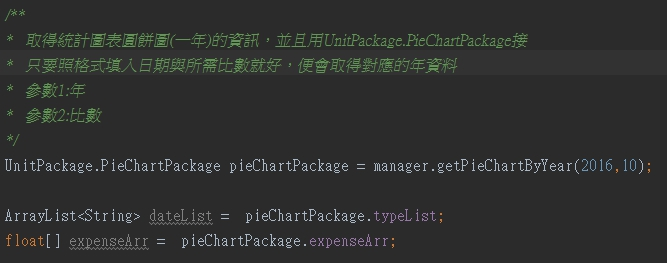 /**
* 取得統計圖表圓餅圖(一年)的資訊，並且用UnitPackage.PieChartPackage接
* 只要照格式填入日期與所需比數就好，便會取得對應的年資料
* 參數1:年
* 參數2:比數
*/
UnitPackage.PieChartPackage pieChartPackage = manager.getPieChartByYear(2016,10);
ArrayList<String> dateList = pieChartPackage.typeList;
float[] expenseArr = pieChartPackage.expenseArr;